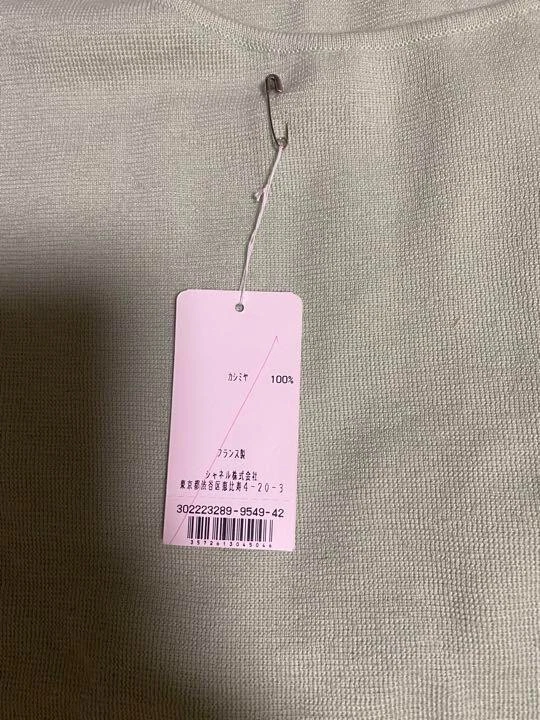 カシミヤ 100%
フランス製
シャネル株式会社
東京都渋谷区恵比寿4-20-3
302223289-9549-42
3572613045046